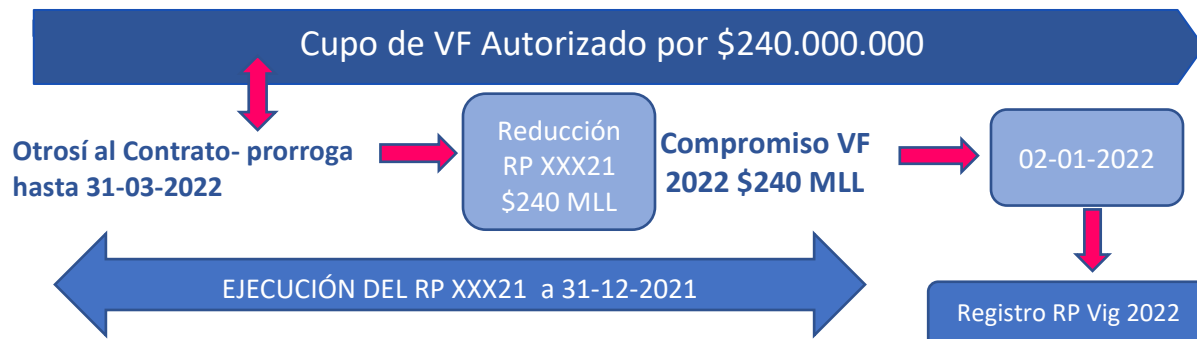 Cupo de VF Autorizado por $240.000.000
Otrosí al Contrato- prorroga
hasta 31-03-2022
Reducción
RP XXX21
$240 MLL
Compromiso VF
2022 $240 MLL
02-01-2022
EJECUCIÓN DEL RP XXX21 a 31-12-2021
Registro RP Vig 2022